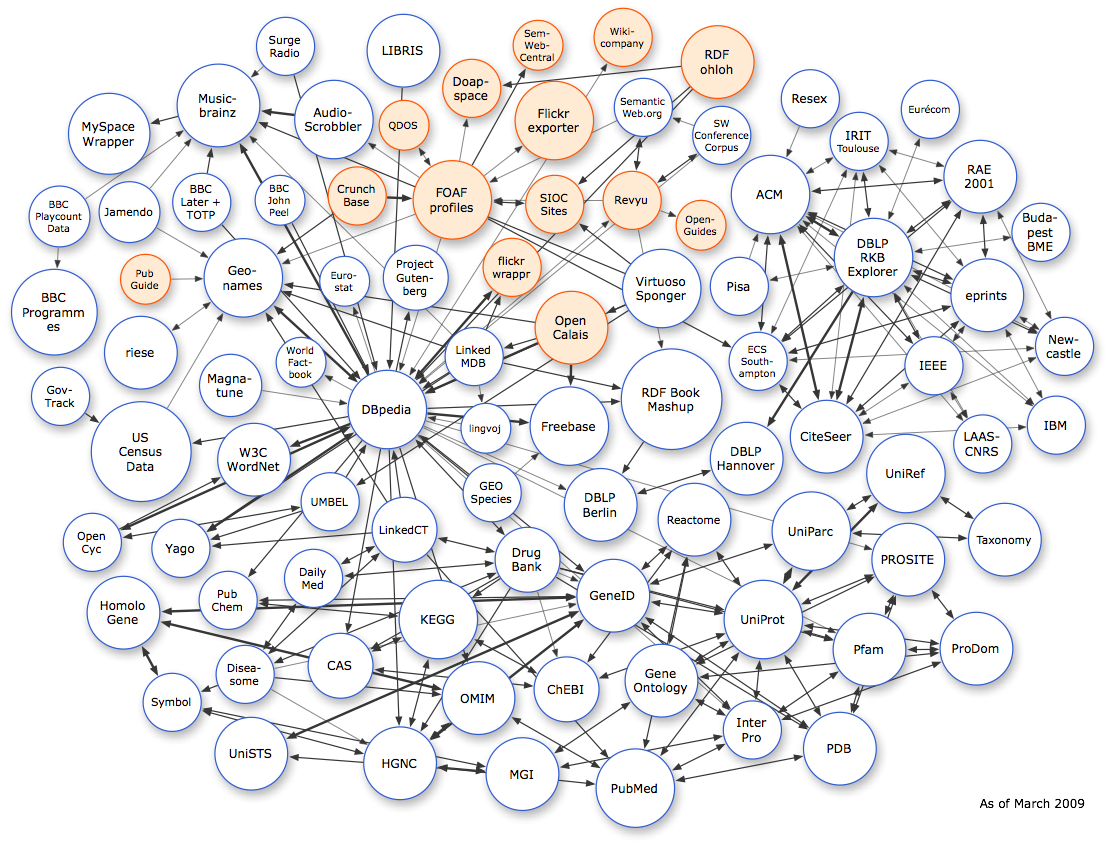 Surge
Radio
LIBRIS
Sem-
Web-
Central
Wiki-
company
RDF
ohloh
Music-
brainz
Audio-
Scrobbler
QDOS
Doap-
space
Flickr
exporter
Semantic
Web.org
SW
Conference
Corpus
Resex
IRIT
Toulouse
Eurécom
MySpace
Wrapper
BBC
Playcount
Data
Jamendo
BBC
Later +
TOTP
BBC
John
Peel
Crunch
Base
FOAF
profiles
SIOC
Sites
Revyu
Open-
Guides
ACM
RAE
2001
DBLP
RKB
Explorer
Buda-
pest
BME
BBC
Programm
es
Pub
Guide
Geo-
names
Euro-
stat
Project
Guten-
berg
flickr
wrappr
Virtuoso
Sponger
Pisa
eprints
riese
World
Fact-
book
Linked
MDB
Open
Calais
ECS
South-
ampton
IEEE
New-
castle
Gov-
Track
Magna-
tune
DBpedia
RDF Book
Mashup
US
Census
Data
W3C
WordNet
lingvoj
Freebase
DBLP
Hannover
CiteSeer
LAAS-
CNRS
IBM
UMBEL
GEO
Species
DBLP
Berlin
Reactome
UniParc
UniRef
Open
Cyc
Yago
LinkedCT
Drug
Bank
PROSITE
Taxonomy
Homolo
Gene
Pub
Chem
Daily
Med
KEGG
GeneID
UniProt
Pfam
ProDom
Symbol
Disea-
some
CAS
OMIM
ChEBI
Gene
Ontology
Inter
Pro
PDB
UniSTS
HGNC
MGI
PubMed
As of March 2009